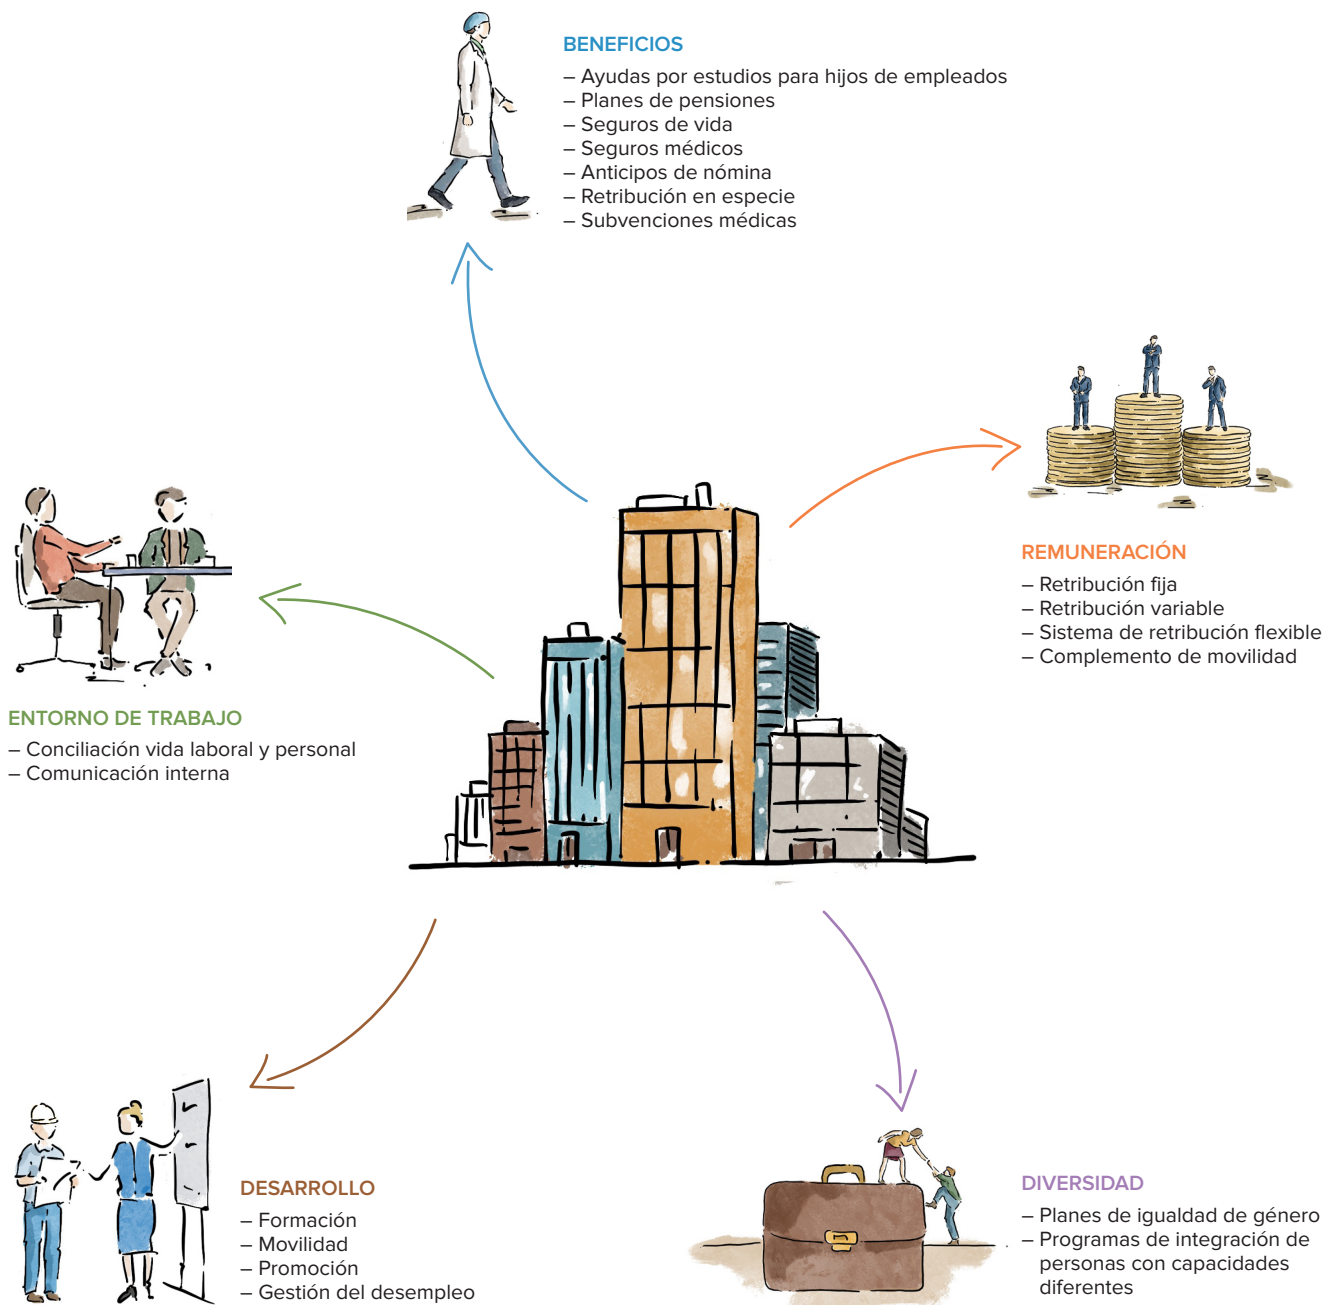 BENEFICIOS
– Ayudas por estudios para hijos de empleados
– Planes de pensiones
– Seguros de vida
– Seguros médicos
– Anticipos de nómina
– Retribución en especie
– Subvenciones médicas
REMUNERACIÓN
– Retribución fija
– Retribución variable
– Sistema de retribución flexible
– Complemento de movilidad
ENTORNO DE TRABAJO
– Conciliación vida laboral y personal
– Comunicación interna
DESARROLLO
– Formación
– Movilidad
– Promoción
– Gestión del desempleo
DIVERSIDAD
– Planes de igualdad de género
– Programas de integración de
personas con capacidades
diferentes